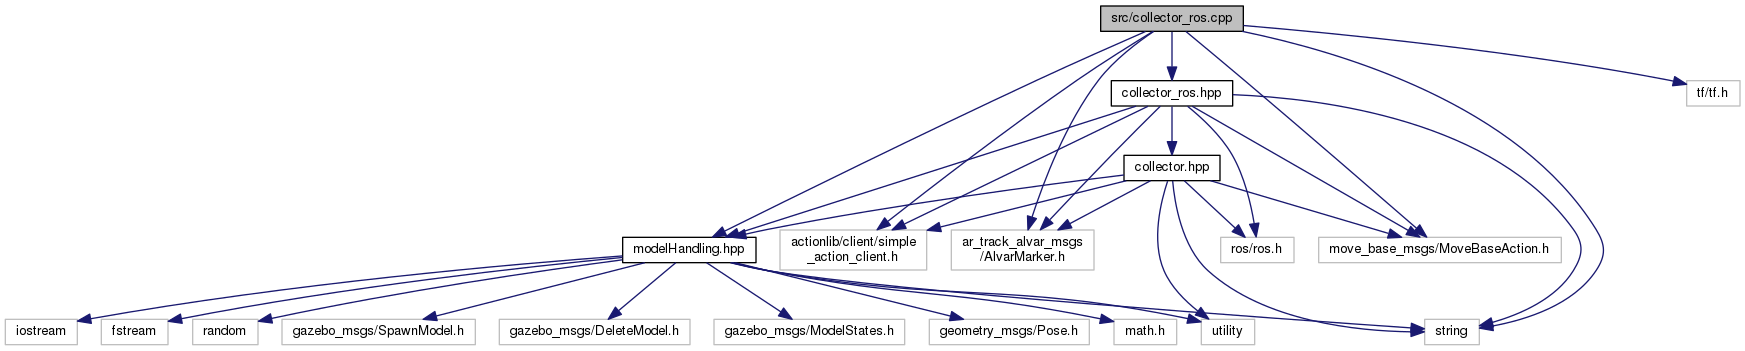 src/collector_ros.cpp
collector_ros.hpp
tf/tf.h
collector.hpp
modelHandling.hpp
actionlib/client/simple
_action_client.h
ar_track_alvar_msgs
/AlvarMarker.h
ros/ros.h
move_base_msgs/MoveBaseAction.h
iostream
fstream
random
gazebo_msgs/SpawnModel.h
gazebo_msgs/DeleteModel.h
gazebo_msgs/ModelStates.h
geometry_msgs/Pose.h
math.h
utility
string